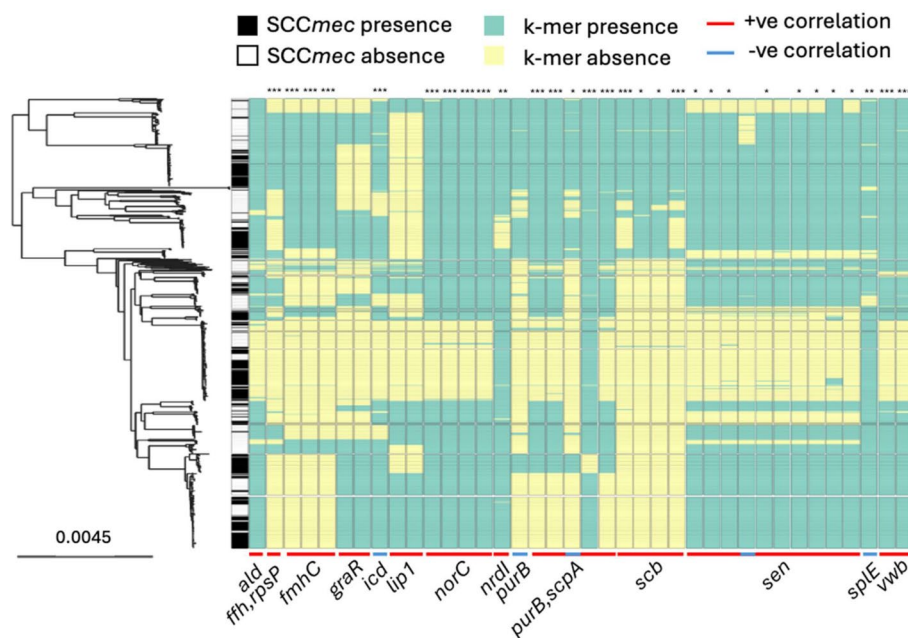 SCCmec presence k-mer presence +ve correlation
SCCmec absence k-mer absence -ve correlation
0.0045
ald
ffh,rpsP
fmhC
graR
icd
lip1
norC
nrdI
purB
purB,scpA
scb
sen
splE
vwb